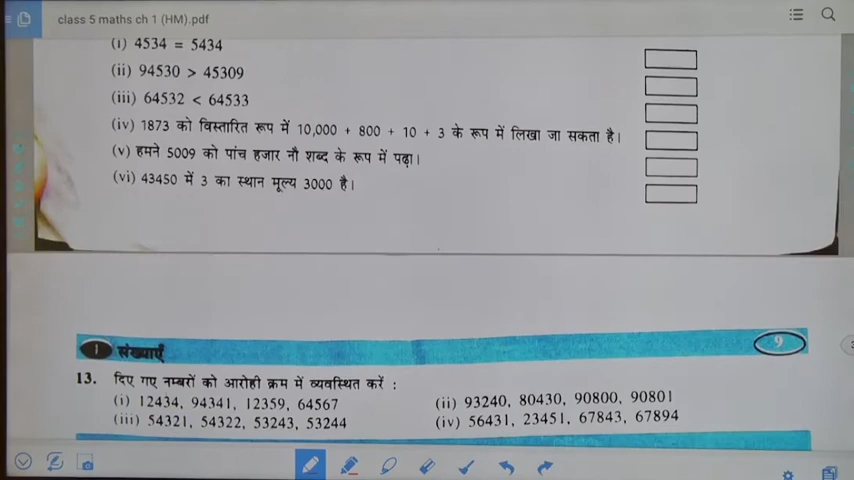 class 5 maths ch 1 (HM).pdf
(i) 4534 = 5434
(ii) 94530 > 45309
(iii) 64532 < 64533
(iv) 1873 को विस्तारित रूप में 10,000 + 800 + 10 + 3 के रूप में लिखा जा सकता है।
(v) हमने 5009 को पांच हजार नौ शब्द के रूप में पढ़ा।
(vi) 43450 में 3 का स्थान मूल्य 3000 है।
1 संख्याएँ 9
13. दिए गए नम्बरों को आरोही क्रम में व्यवस्थित करें :
(i) 12434, 94341, 12359, 64567 (ii) 93240, 80430, 90800, 90801
(iii) 54321, 54322, 53243, 53244 (iv) 56431, 23451, 67843, 67894